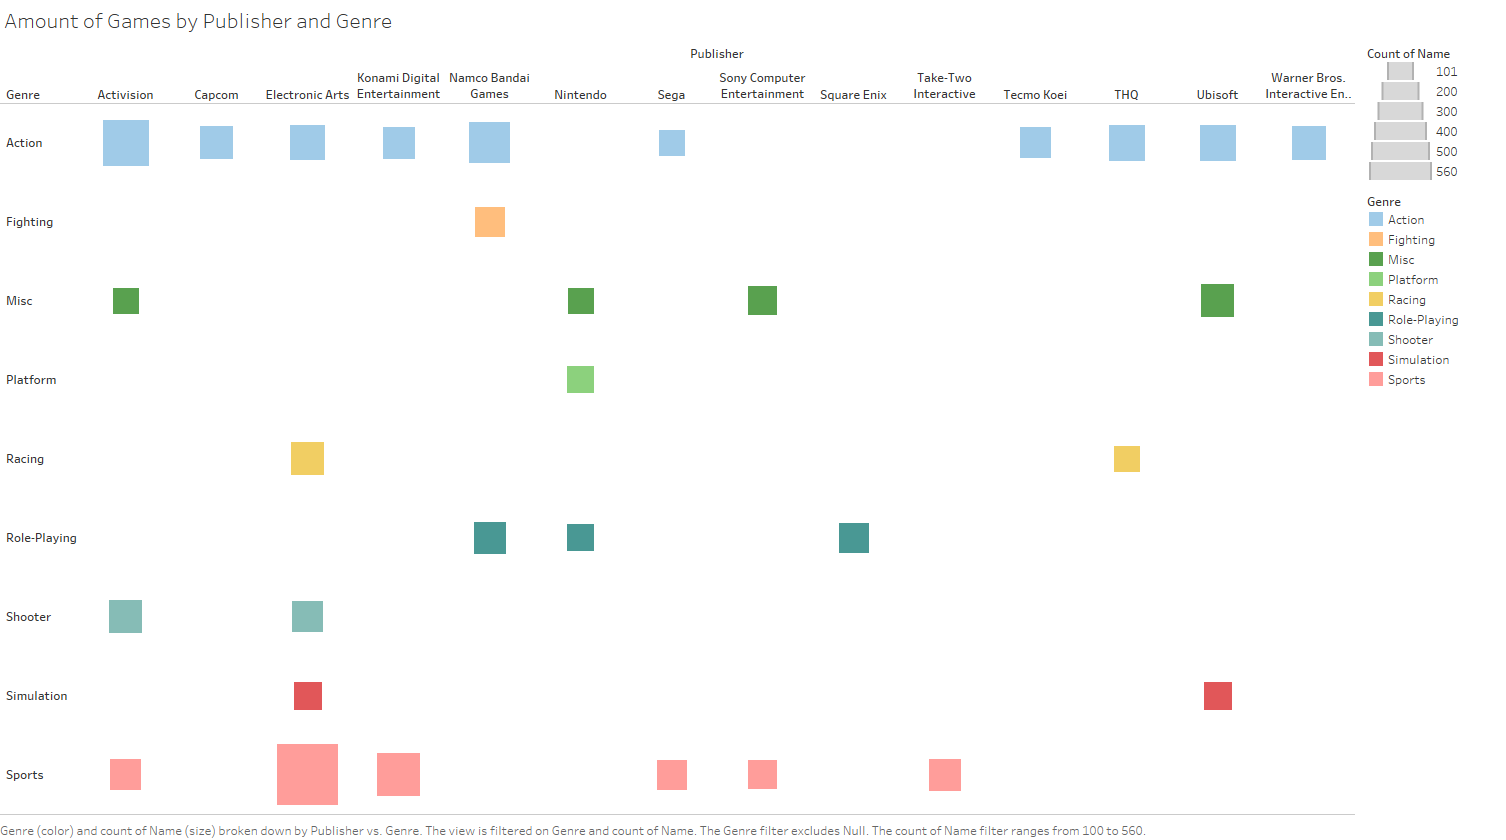 Amount of Games by Publisher and Genre
Publisher
Genre
Activision
Capcom
Electronic Arts
Konami Digital
Entertainment
Namco Bandai
Games
Nintendo
Sega
Sony Computer
Entertainment
Square Enix
Take-Two
Interactive
Tecmo Koei
THQ
Ubisoft
Warner Bros.
Interactive En..
Action
Fighting
Misc
Platform
Racing
Role-Playing
Shooter
Simulation
Sports
Count of Name
101
200
300
400
500
560
Genre
Action
Fighting
Misc
Platform
Racing
Role-Playing
Shooter
Simulation
Sports
Genre (color) and count of Name (size) broken down by Publisher vs. Genre. The view is filtered on Genre and count of Name. The Genre filter excludes Null. The count of Name filter ranges from 100 to 560.